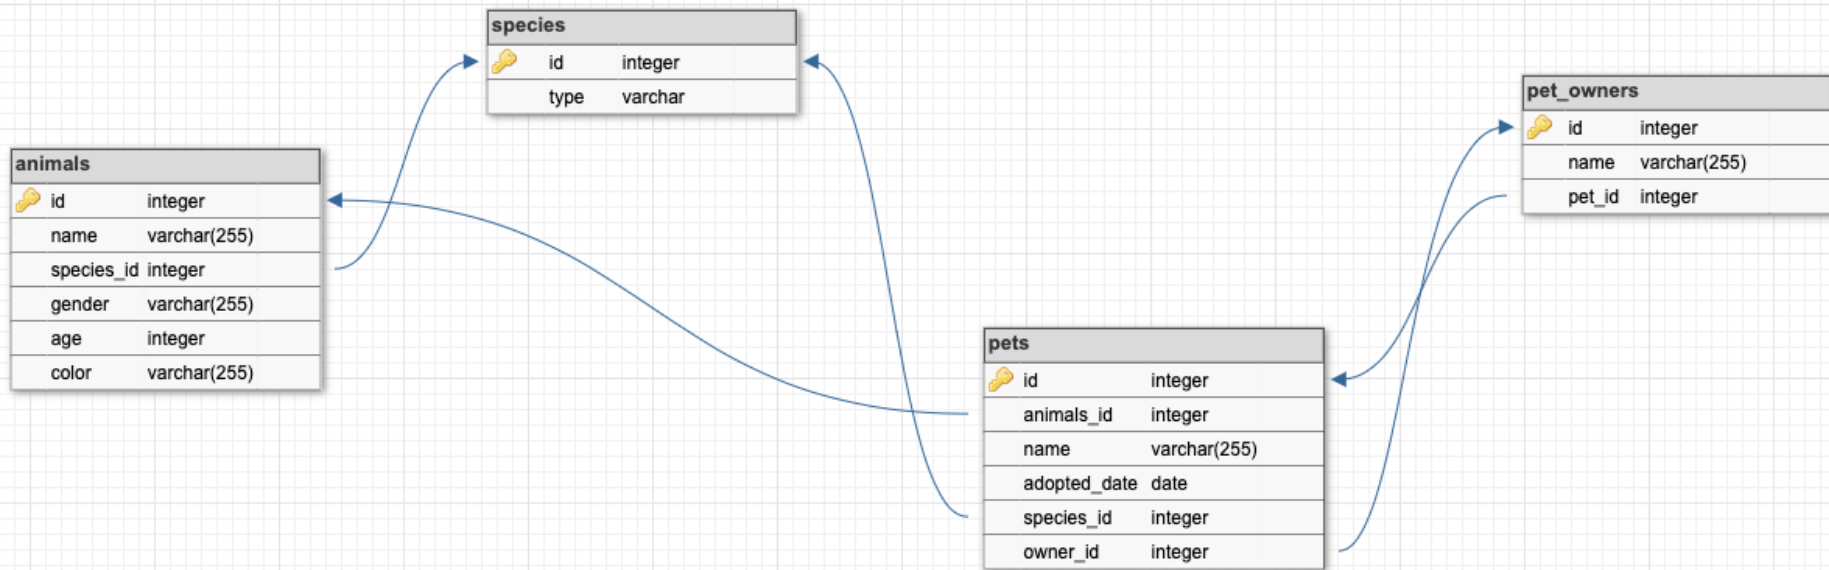 species
id integer
type varchar
pet_owners
id integer
name varchar(255)
pet_id integer
animals
id integer
name varchar(255)
species_id integer
gender varchar(255)
age integer
color varchar(255)
pets
id integer
animals_id integer
name varchar(255)
adopted_date date
species_id integer
owner_id integer